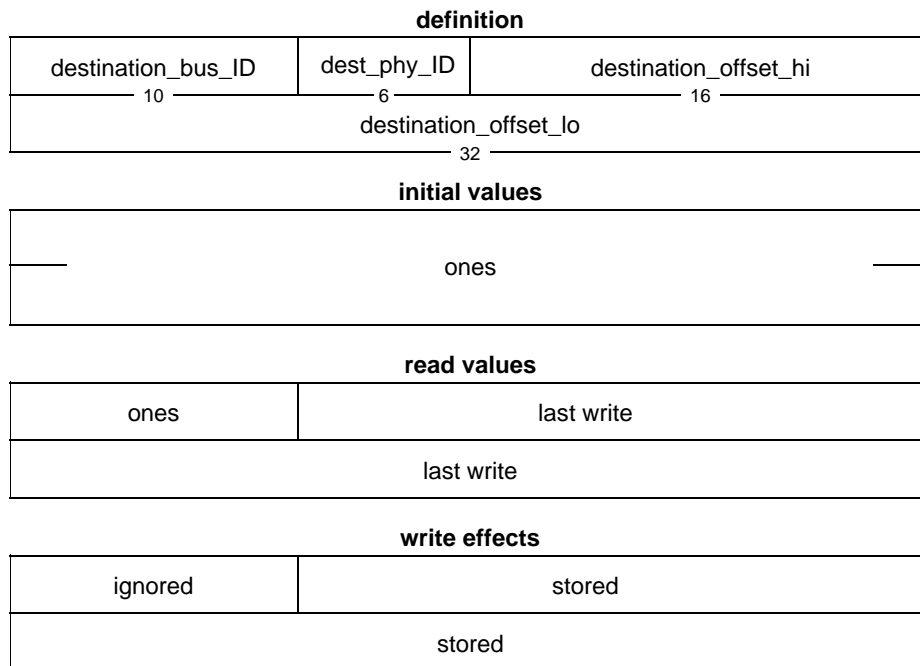 definition
destination_bus_ID dest_phy_ID destination_offset_hi
10 6 16
destination_offset_lo
32
initial values
ones
read values
ones last write
last write
write effects
ignored stored
stored